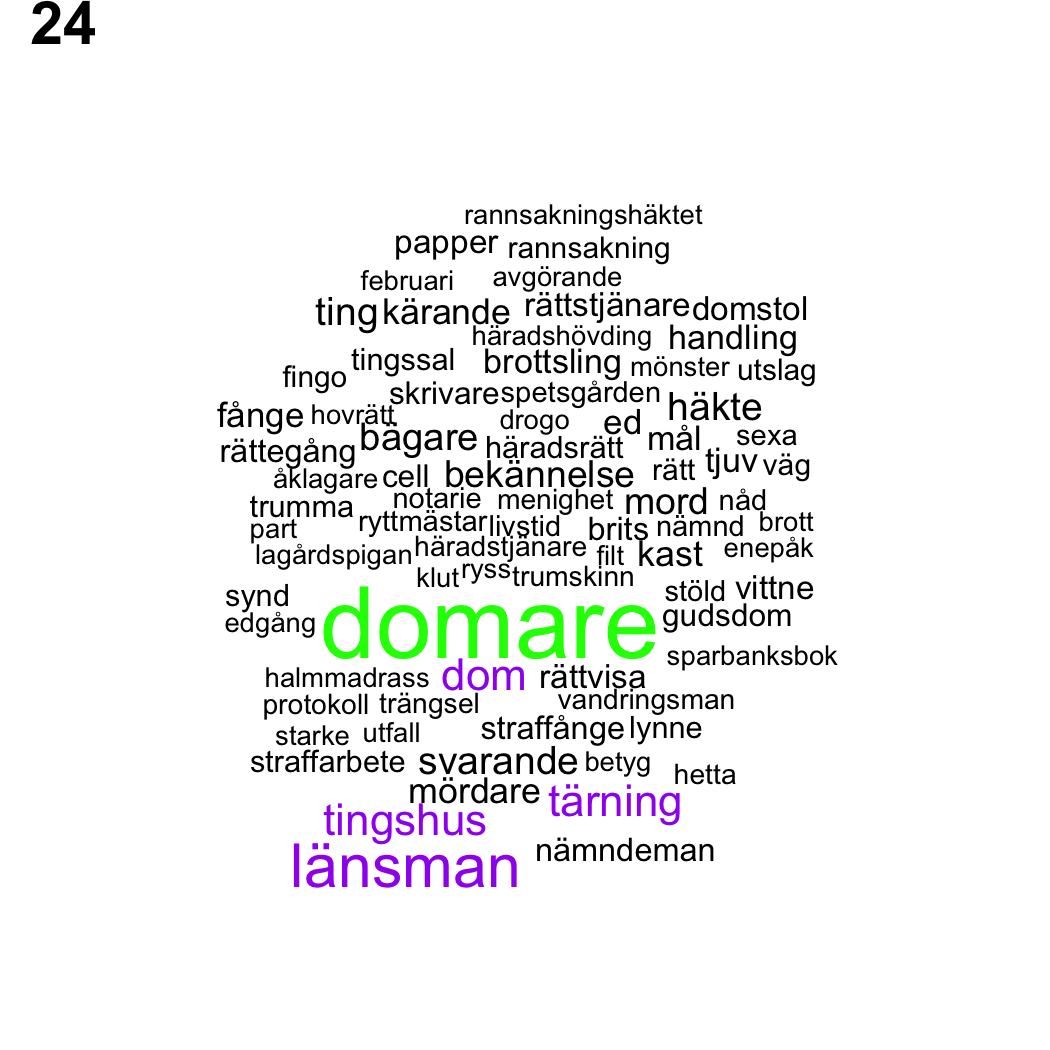 24
rannsakningshäktet
papper rannsakning
februari avgörande
ting kärande rättstjänare domstol
häradshövding handling
tingssal brottsling mönster utslag
fingo skrivare spetsgården häkte
fånge hovrätt drogo ed
rättegång bägare häradsrätt mål sexa
åklagare cell bekännelse rätt tjuv väg
trumma notarie menighet mord nåd
part ryttmästar livstid brits nämnd brott
lagårdspigan häradstjänare filt kast enepåk
klut ryss trumskinn stöld vittne
synd domare gudsdom
edgång
sparbanksbok
halmmadrass dom rättvisa
protokoll trängsel vandringsman
starke utfall straffånge lynne
straffarbete svarande betyg hetta
mördare tärning
tingshus
länsman nämndeman